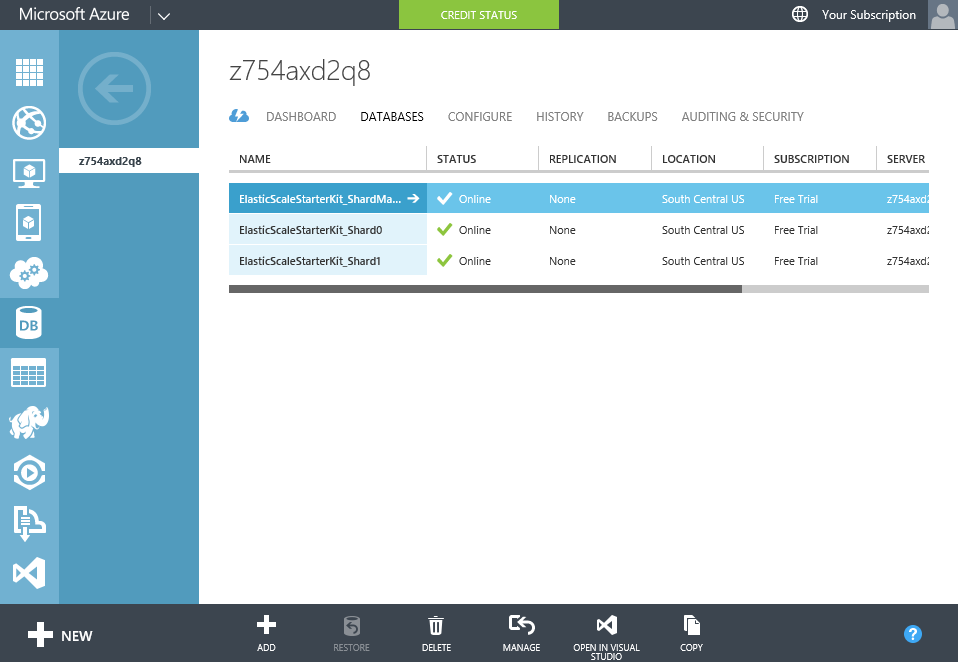 Microsoft Azure
CREDIT STATUS
Your Subscription
z754axd2q8
z754axd2q8
DASHBOARD DATABASES CONFIGURE HISTORY BACKUPS AUDITING & SECURITY
NAME STATUS REPLICATION LOCATION SUBSCRIPTION SERVER
ElasticScaleStarterKit_ShardMa... Online None South Central US Free Trial z754axd2
ElasticScaleStarterKit_Shard0 Online None South Central US Free Trial z754axd2
ElasticScaleStarterKit_Shard1 Online None South Central US Free Trial z754axd2
DB
NEW
ADD
RESTORE
DELETE
MANAGE
OPEN IN VISUAL
STUDIO
COPY
?